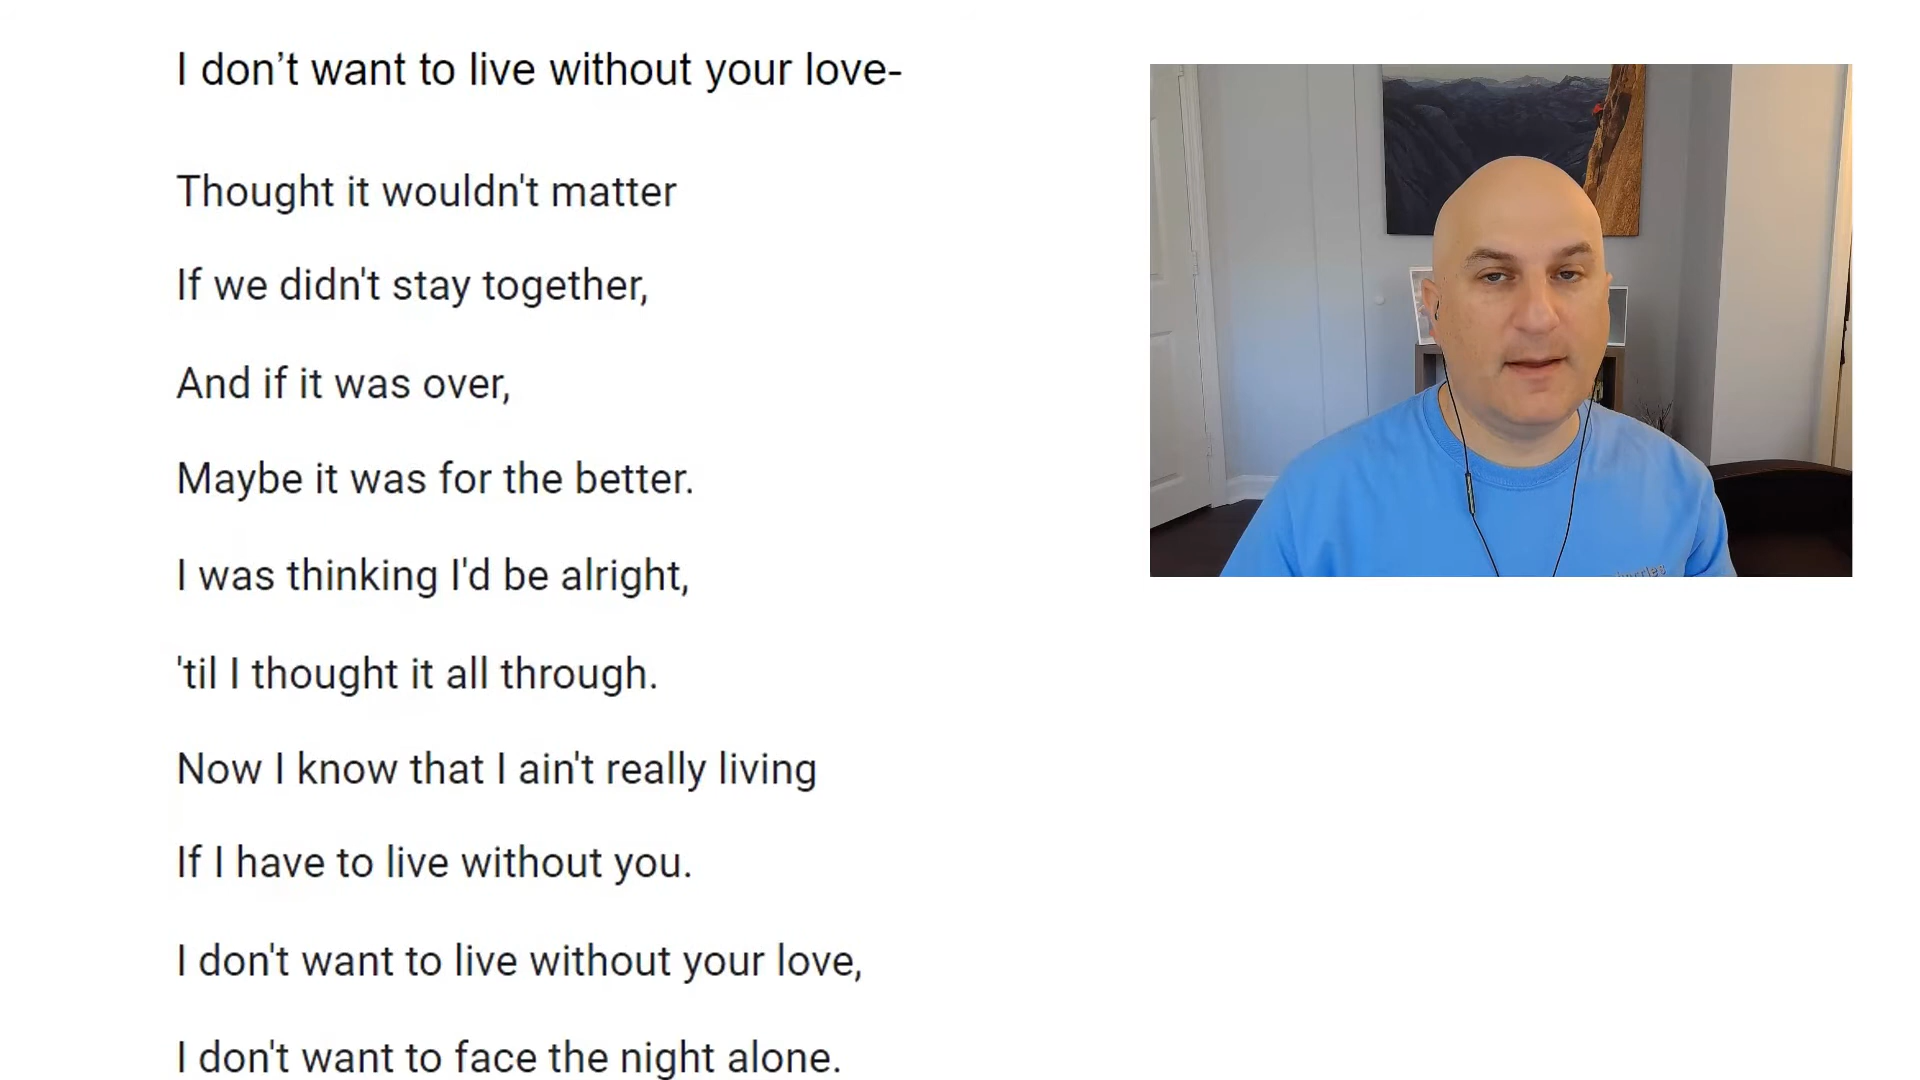 I don’t want to live without your love-
Thought it wouldn't matter
If we didn't stay together,
And if it was over,
Maybe it was for the better.
I was thinking I'd be alright,
'til I thought it all through.
Now I know that I ain't really living
If I have to live without you.
I don't want to live without your love,
I don't want to face the night alone.